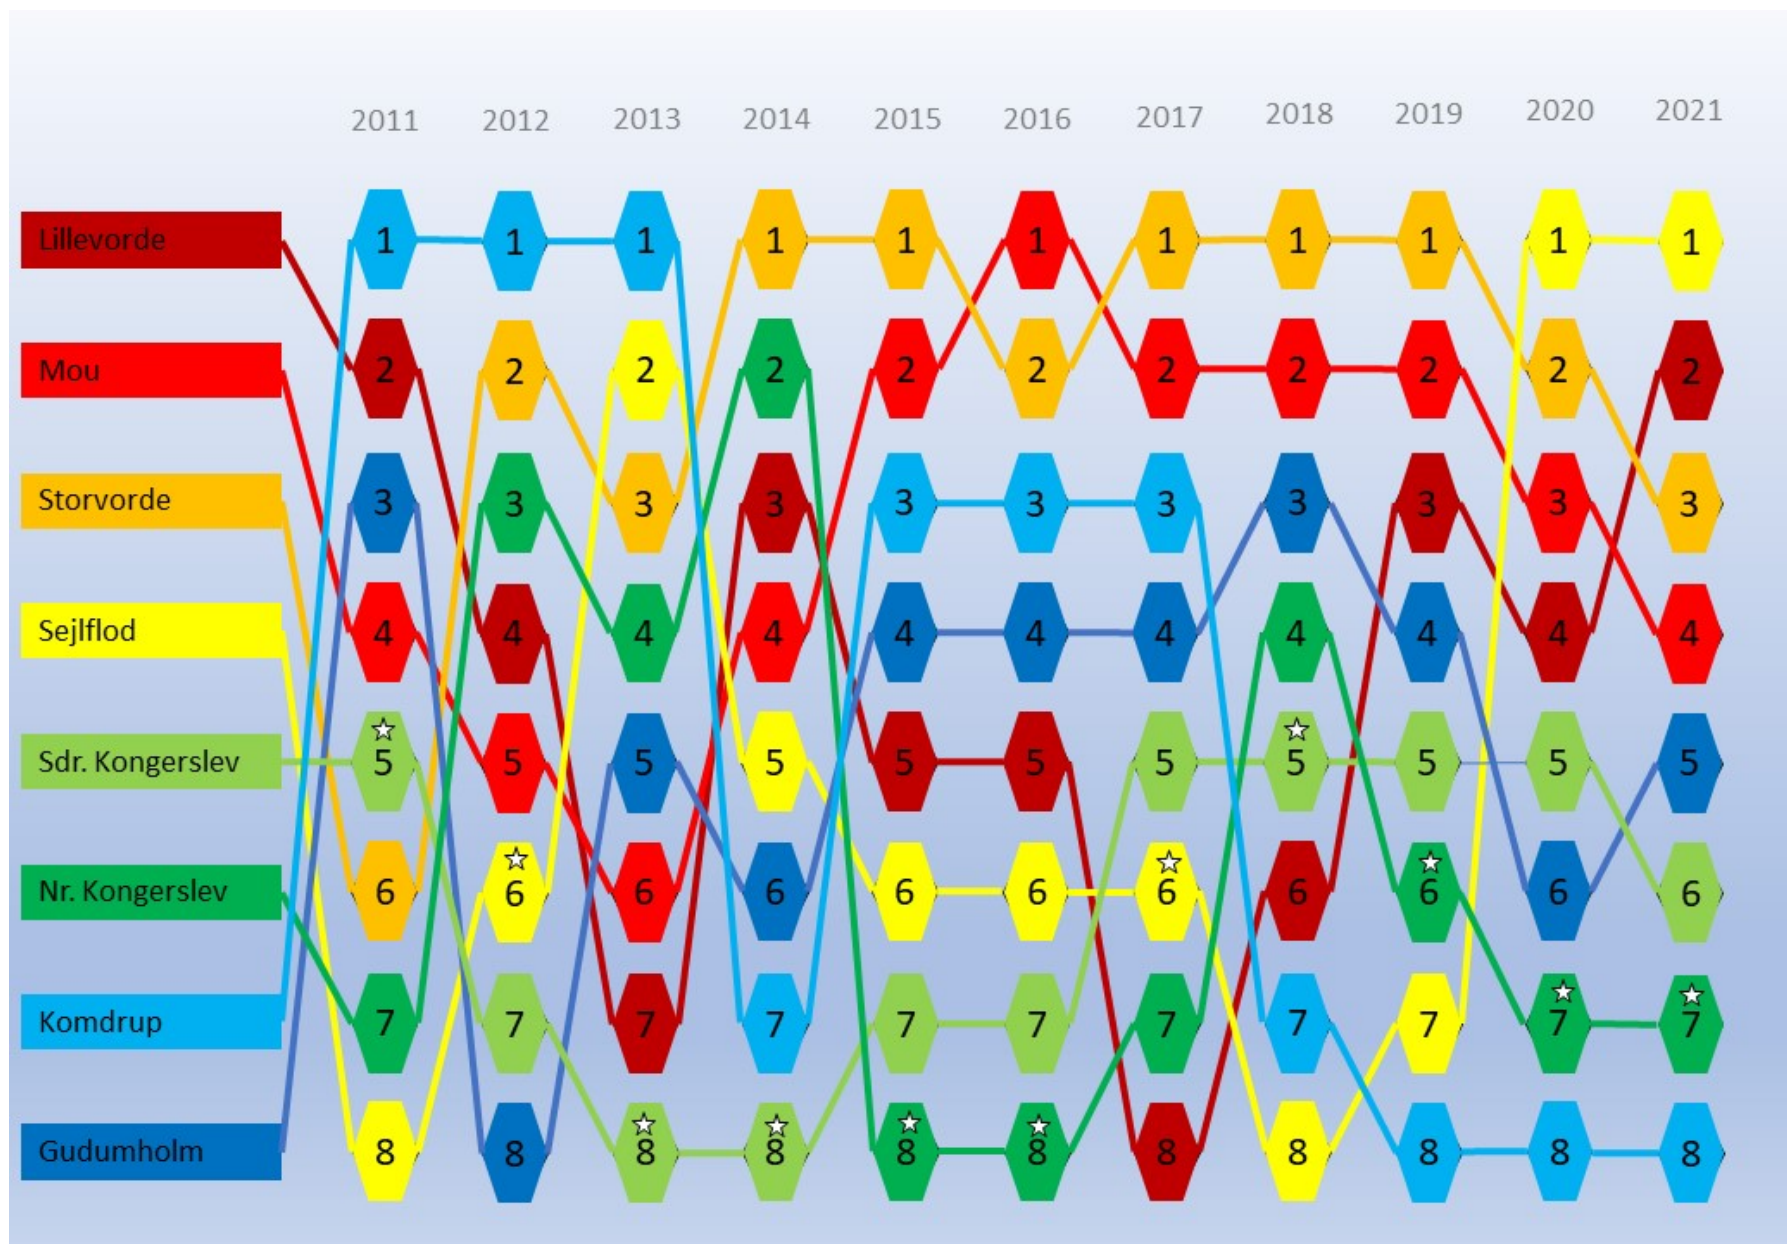 2011 2012 2013 2014 2015 2016 2017 2018 2019 2020 2021
Lillevorde 1 1 1 1 1 1 1 1 1 1 1
Mou 2 2 2 2 2 2 2 2 2 2 2
Storvorde 3 3 3 3 3 3 3 3 3 3 3
Sejlflod 4 4 4 4 4 4 4 4 4 4 4
Sdr. Kongerslev 5 5 5 5 5 5 5 5 5 5 5
Nr. Kongerslev 6 6 6 6 6 6 6 6 6 6 6
Komdrup 7 7 7 7 7 7 7 7 7 7 7
Gudumholm 8 8 8 8 8 8 8 8 8 8 8